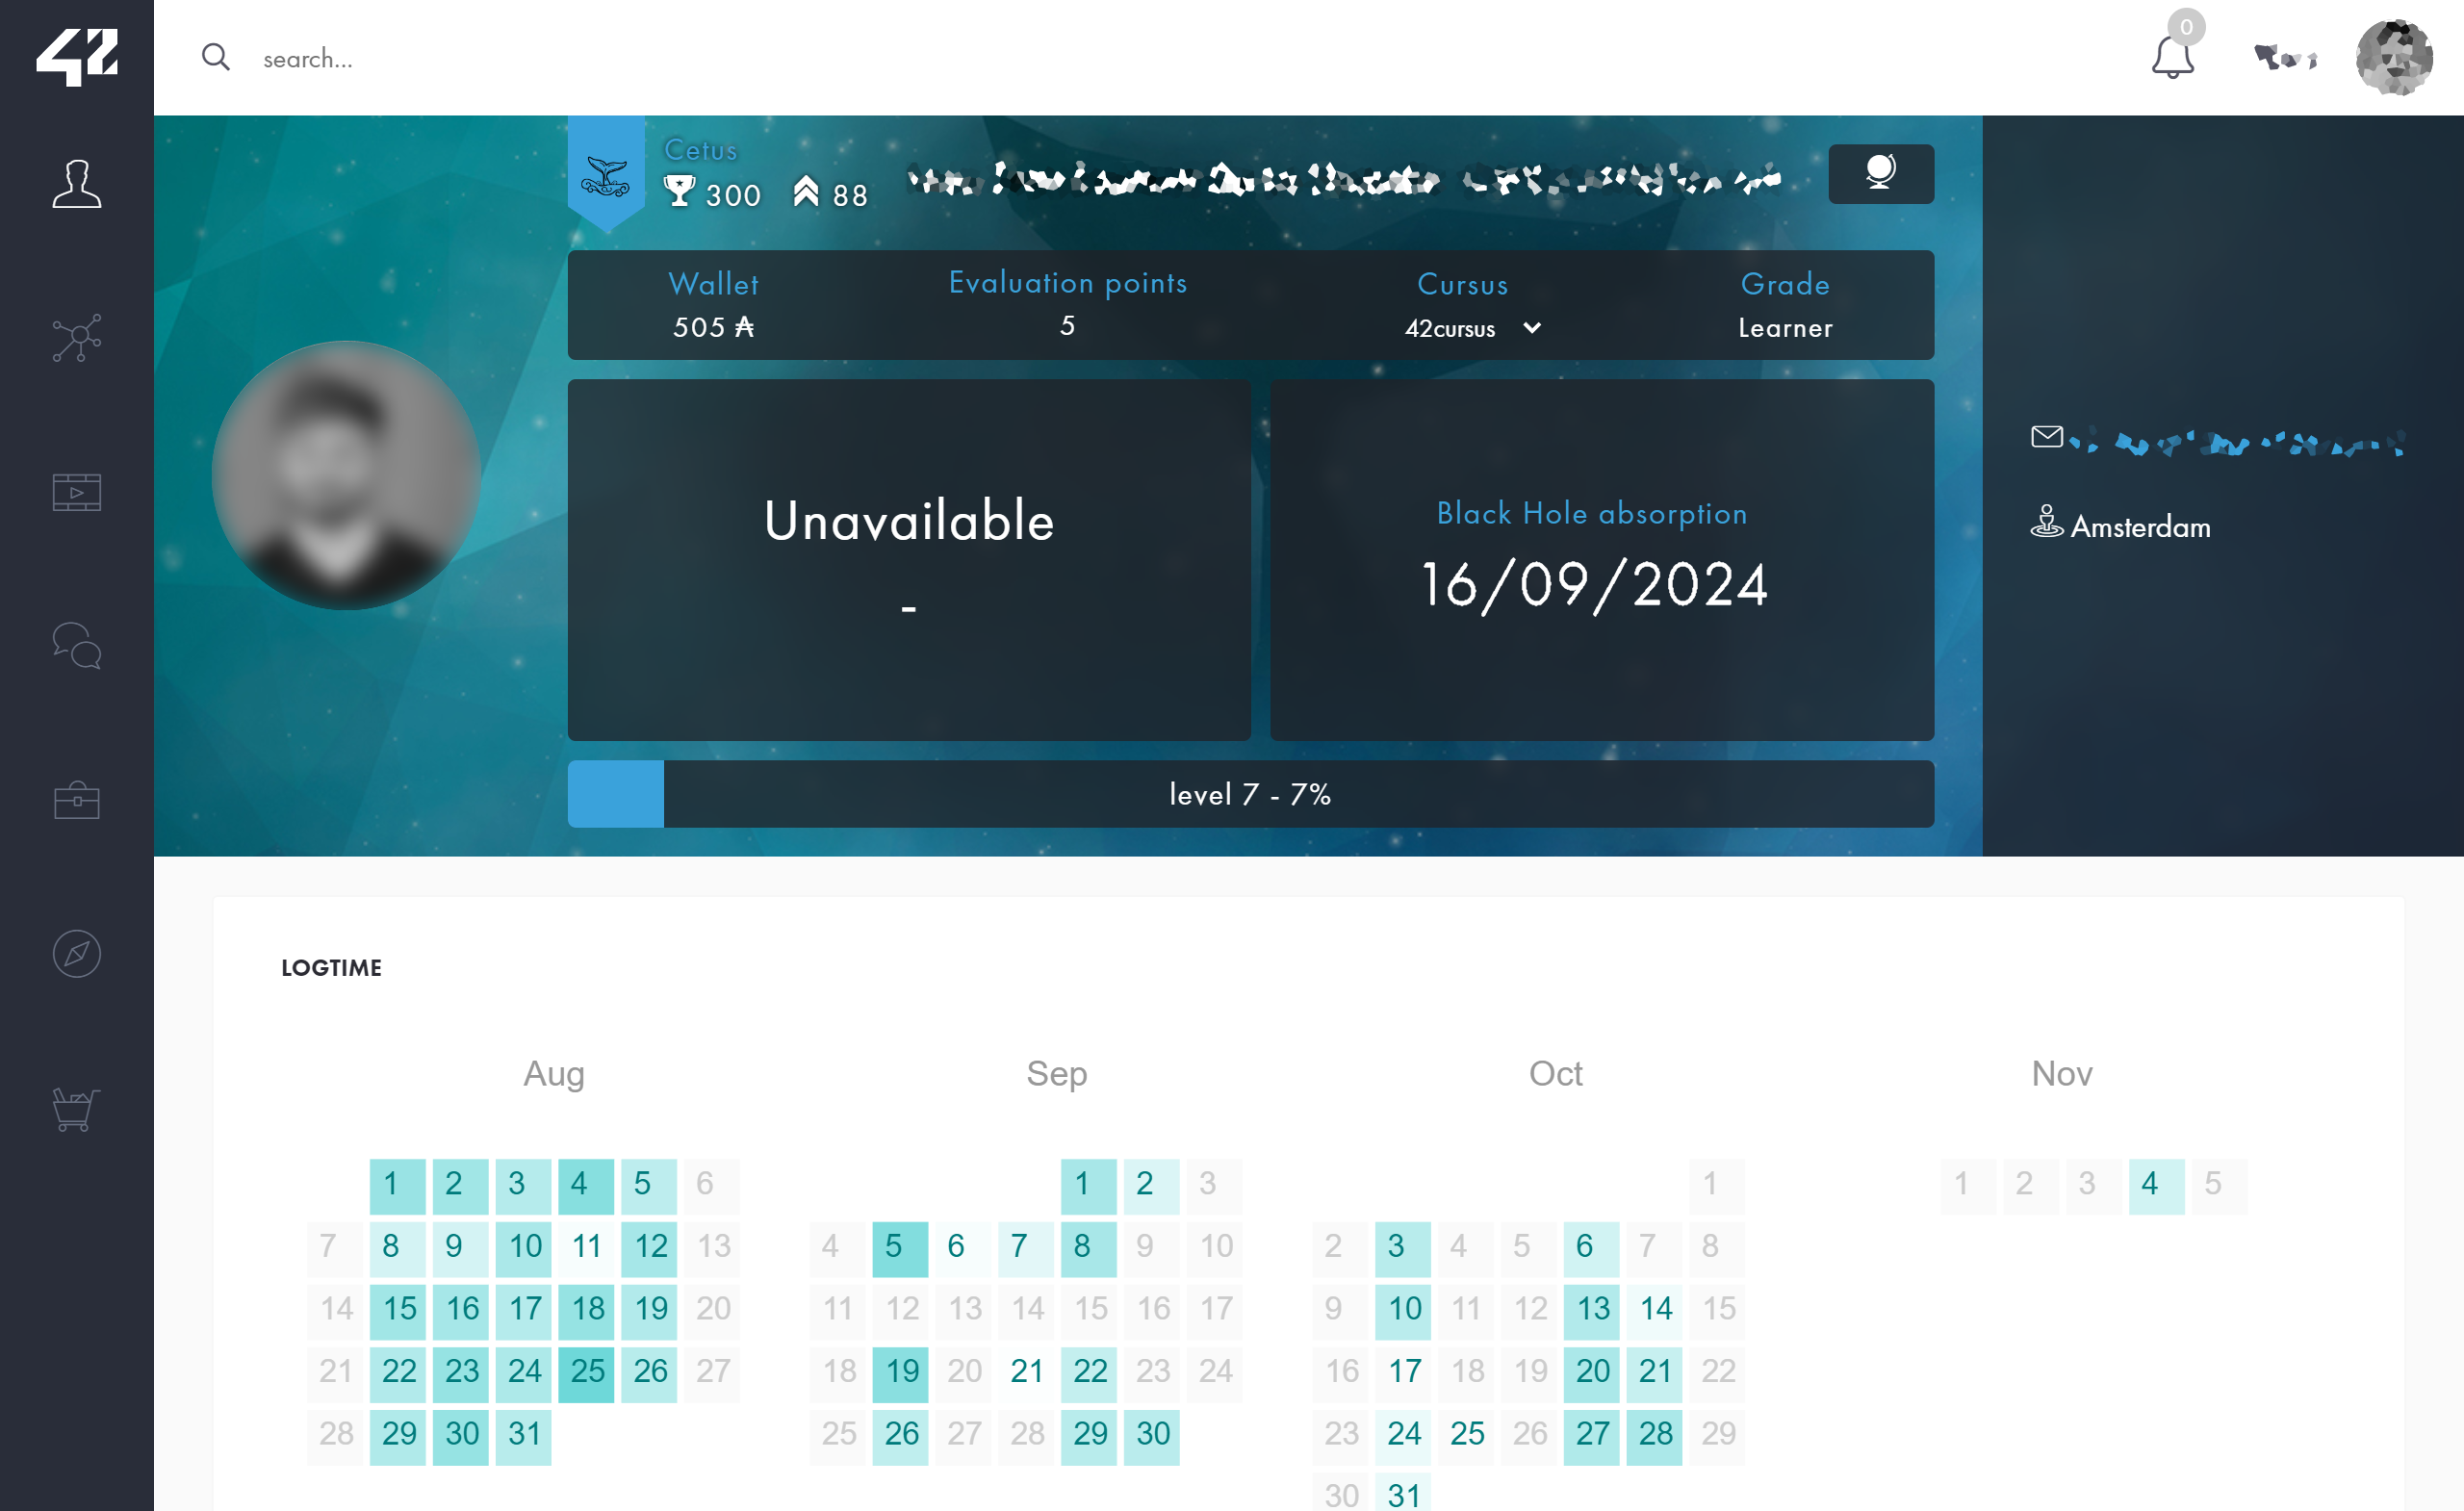 42
search...
0
Cetus
300 88
Wallet
505 ₳
Evaluation points
5
Cursus
42cursus
Grade
Learner
Unavailable
-
Black Hole absorption
16/09/2024
Amsterdam
level 7 - 7%
LOGTIME
Aug
1 2 3 4 5 6
7 8 9 10 11 12 13
14 15 16 17 18 19 20
21 22 23 24 25 26 27
28 29 30 31
Sep
1 2 3
4 5 6 7 8 9 10
11 12 13 14 15 16 17
18 19 20 21 22 23 24
25 26 27 28 29 30
Oct
1
2 3 4 5 6 7 8
9 10 11 12 13 14 15
16 17 18 19 20 21 22
23 24 25 26 27 28 29
30 31
Nov
1 2 3 4 5